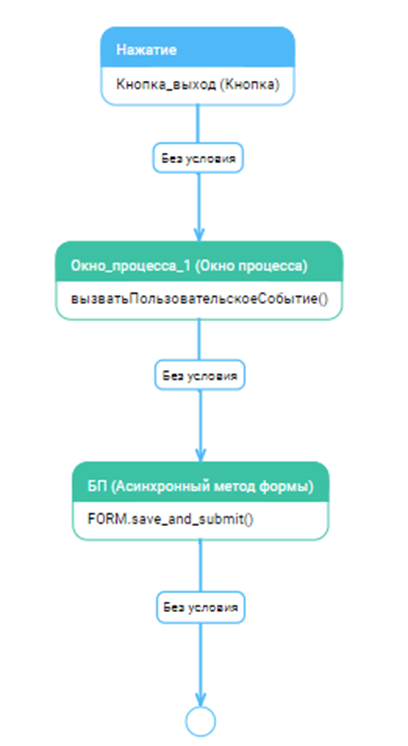 Нажатие
Кнопка_выход (Кнопка)
Без условия
Окно_процесса_1 (Окно процесса)
вызватьПользовательскоеСобытие()
Без условия
БП (Асинхронный метод формы)
FORM.save_and_submit()
Без условия